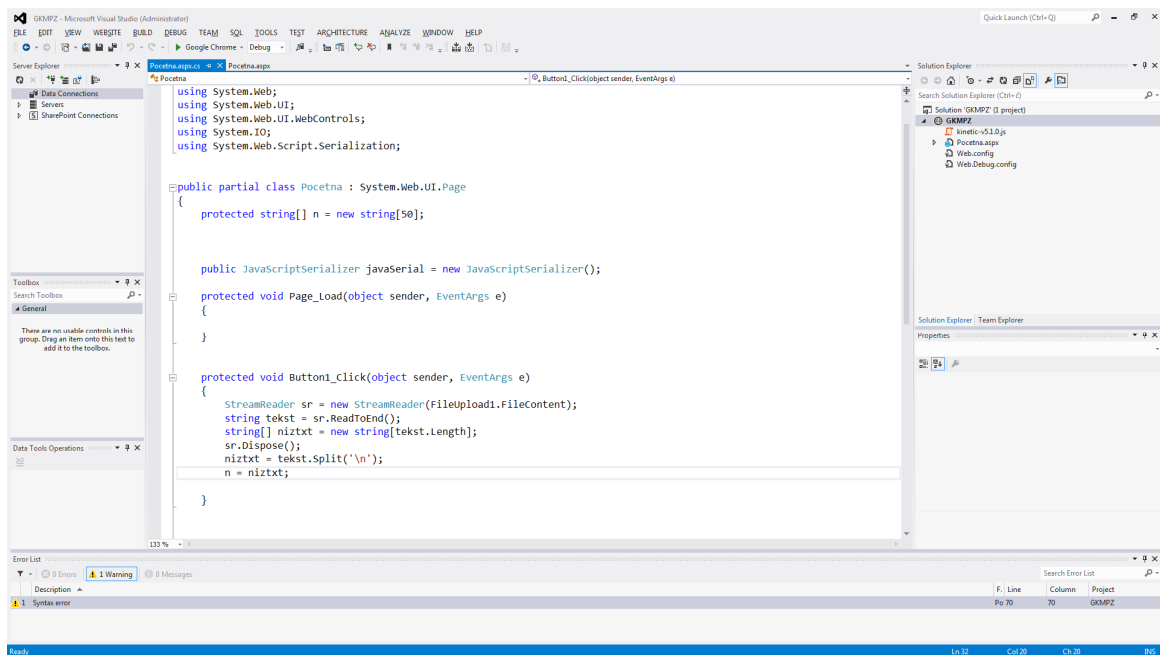 GKMPZ - Microsoft Visual Studio (Administrator)
Quick Launch (Ctrl+Q)
FILE EDIT VIEW WEBSITE BUILD DEBUG TEAM SQL TOOLS TEST ARCHITECTURE ANALYZE WINDOW HELP
Google Chrome Debug
Server Explorer
Data Connections
Servers
SharePoint Connections
Toolbox
Search Toolbox
General
There are no usable controls in this
group. Drag an item onto this text to
add it to the toolbox.
Data Tools Operations
Pocetna.aspx.cs Pocetna.aspx
Pocetna Button1_Click(object sender, EventArgs e)
using System.Web;
using System.Web.UI;
using System.Web.UI.WebControls;
using System.IO;
using System.Web.Script.Serialization;
public partial class Pocetna : System.Web.UI.Page
{
protected string[] n = new string[50];
public JavaScriptSerializer javaSerial = new JavaScriptSerializer();
protected void Page_Load(object sender, EventArgs e)
{
}
protected void Button1_Click(object sender, EventArgs e)
{
StreamReader sr = new StreamReader(FileUpload1.FileContent);
string tekst = sr.ReadToEnd();
string[] niztxt = new string[tekst.Length];
sr.Dispose();
niztxt = tekst.Split('\n');
n = niztxt;
}
133 %
Solution Explorer
Search Solution Explorer (Ctrl+č)
Solution 'GKMPZ' (1 project)
GKMPZ
kinetic-v5.1.0.js
Pocetna.aspx
Web.config
Web.Debug.config
Solution Explorer Team Explorer
Properties
Error List
0 Errors 1 Warning 0 Messages
Search Error List
Description F. Line Column Project
1 Syntax error Po 70 70 GKMPZ
Ready Ln 32 Col 20 Ch 20 INS